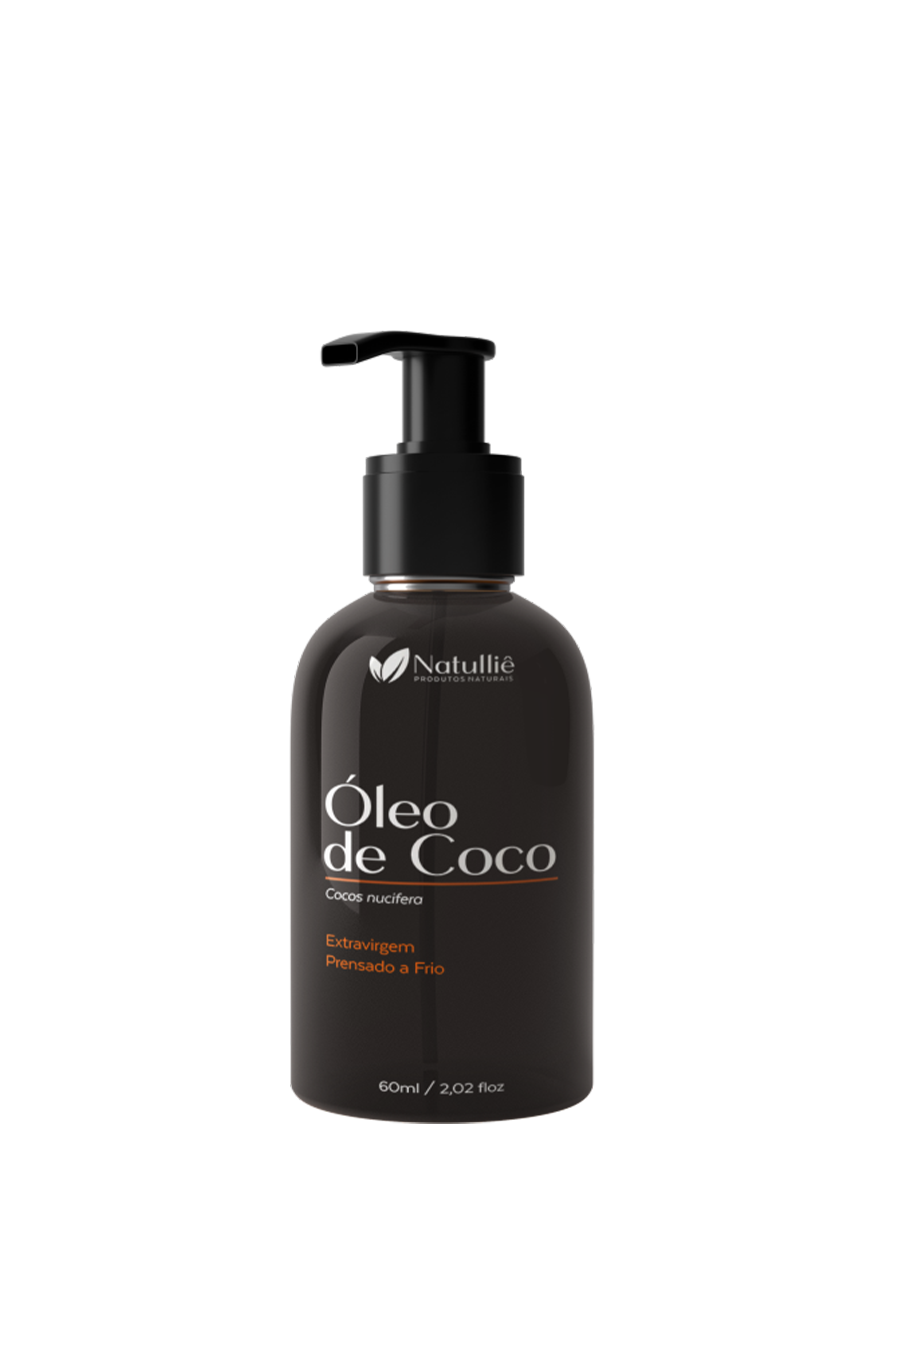 Natulliê
PRODUTOS NATURAIS
Óleo
de Coco
Cocos nucifera
Extravirgem
Prensado a Frio
60ml / 2,02 floz